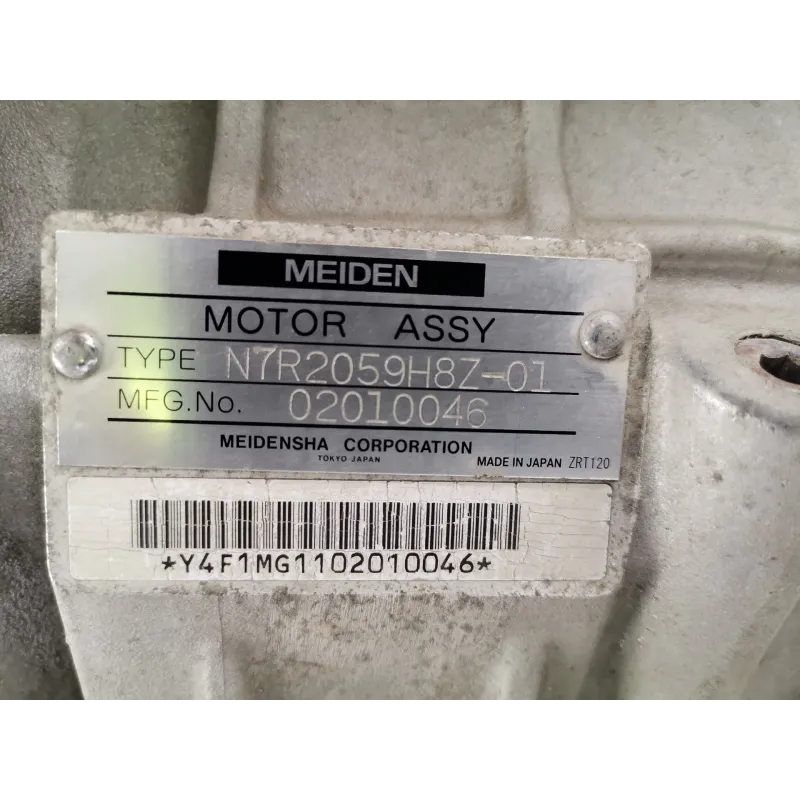 MEIDEN
MOTOR ASSY
TYPE N7R2059H8Z-01
MFG.No. 02010046
MEIDENSHA CORPORATION
TOKYO JAPAN
MADE IN JAPAN ZRT120
*Y4F1MG1102010046*